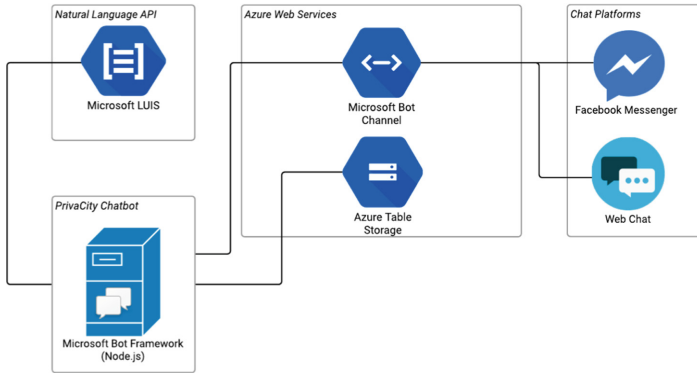 Natural Language API
Microsoft LUIS
Azure Web Services
Microsoft Bot
Channel
Azure Table
Storage
Chat Platforms
Facebook Messenger
Web Chat
PrivaCity Chatbot
Microsoft Bot Framework
(Node.js)